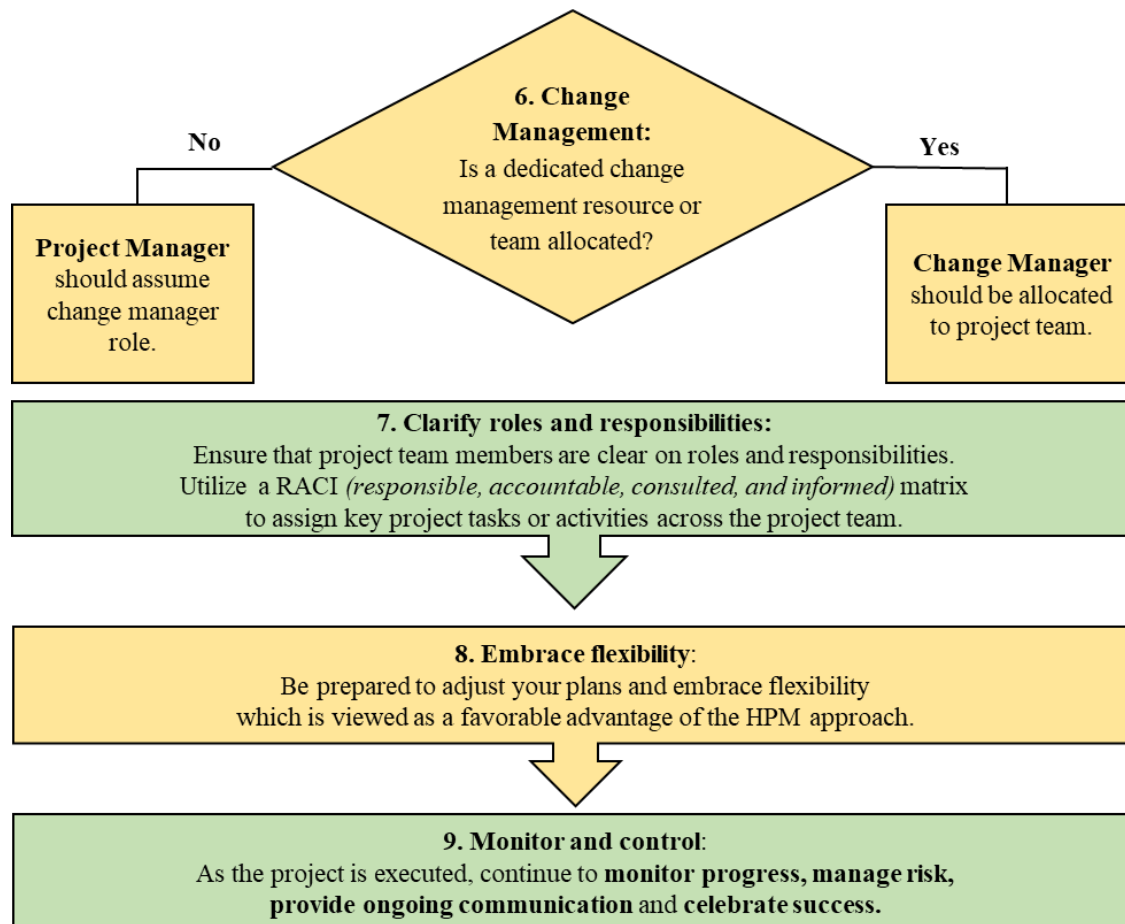 6. Change
Management:
Is a dedicated change
management resource or
team allocated?
No
Yes
Project Manager
should assume
change manager
role.
Change Manager
should be allocated
to project team.
7. Clarify roles and responsibilities:
Ensure that project team members are clear on roles and responsibilities.
Utilize a RACI (responsible, accountable, consulted, and informed) matrix
to assign key project tasks or activities across the project team.
8. Embrace flexibility:
Be prepared to adjust your plans and embrace flexibility
which is viewed as a favorable advantage of the HPM approach.
9. Monitor and control:
As the project is executed, continue to monitor progress, manage risk,
provide ongoing communication and celebrate success.